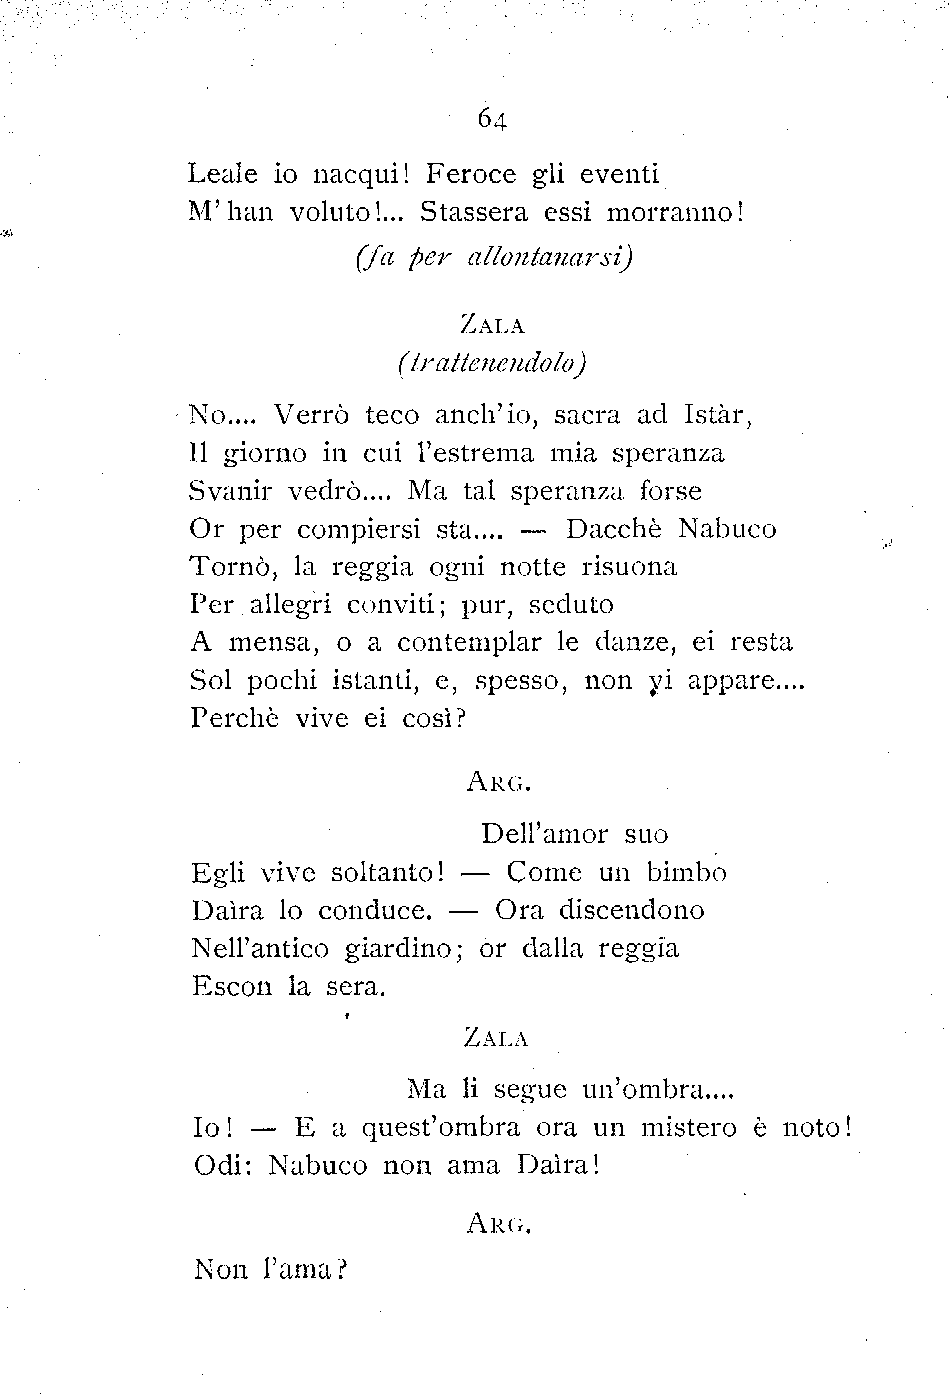 64
Leale io nacqui! Feroce gli eventi
M'han voluto!... Stassera essi morranno!
(fa per allontanarsi)
ZALA
(trattenendolo)
No.... Verrò teco anch'io, sacra ad Istàr,
Il giorno in cui l'estrema mia speranza
Svanir vedrò.... Ma tal speranza forse
Or per compiersi sta.... — Dacchè Nabuco
Tornò, la reggia ogni notte risuona
Per allegri conviti; pur, seduto
A mensa, o a contemplar le danze, ei resta
Sol pochi istanti, e, spesso, non vi appare....
Perchè vive ei così?
ARG.
Dell'amor suo
Egli vive soltanto! — Come un bimbo
Daìra lo conduce. — Ora discendono
Nell'antico giardino; or dalla reggia
Escon la sera.
ZALA
Ma li segue un'ombra....
Io! — E a quest'ombra ora un mistero è noto!
Odi: Nabuco non ama Daìra!
ARG.
Non l'ama?